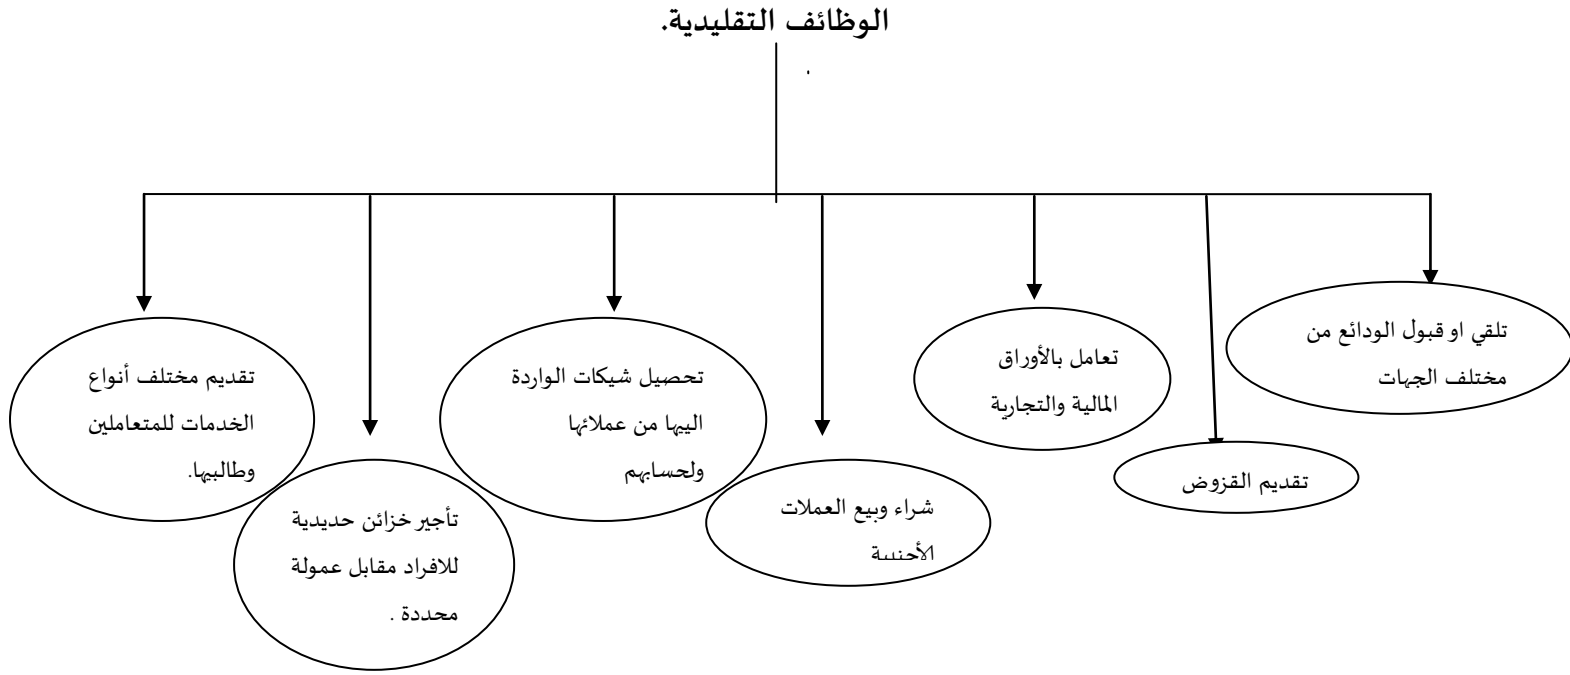 الوظائف التقليدية.
تلقي او قبول الودائع من
مختلف الجهات
تقديم القزوض
تعامل بالأوراق
المالية والتجارية
شراء وبيع العملات
الأجنبية
تحصيل شيكات الواردة
اليبها من عملائها
ولحسابهم
تأجير خزائن حديدية
للافراد مقابل عمولة
محددة .
تقديم مختلف أنواع
الخدمات للمتعاملين
وطالبيها.